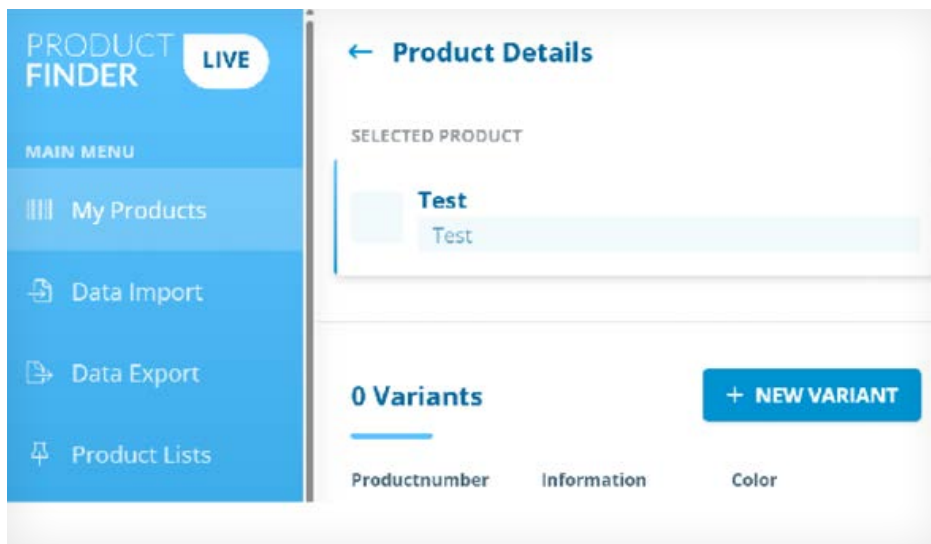 PRODUCT
FINDER
LIVE
MAIN MENU
My Products
Data Import
Data Export
Product Lists
← Product Details
SELECTED PRODUCT
Test
Test
0 Variants
+ NEW VARIANT
Productnumber Information Color